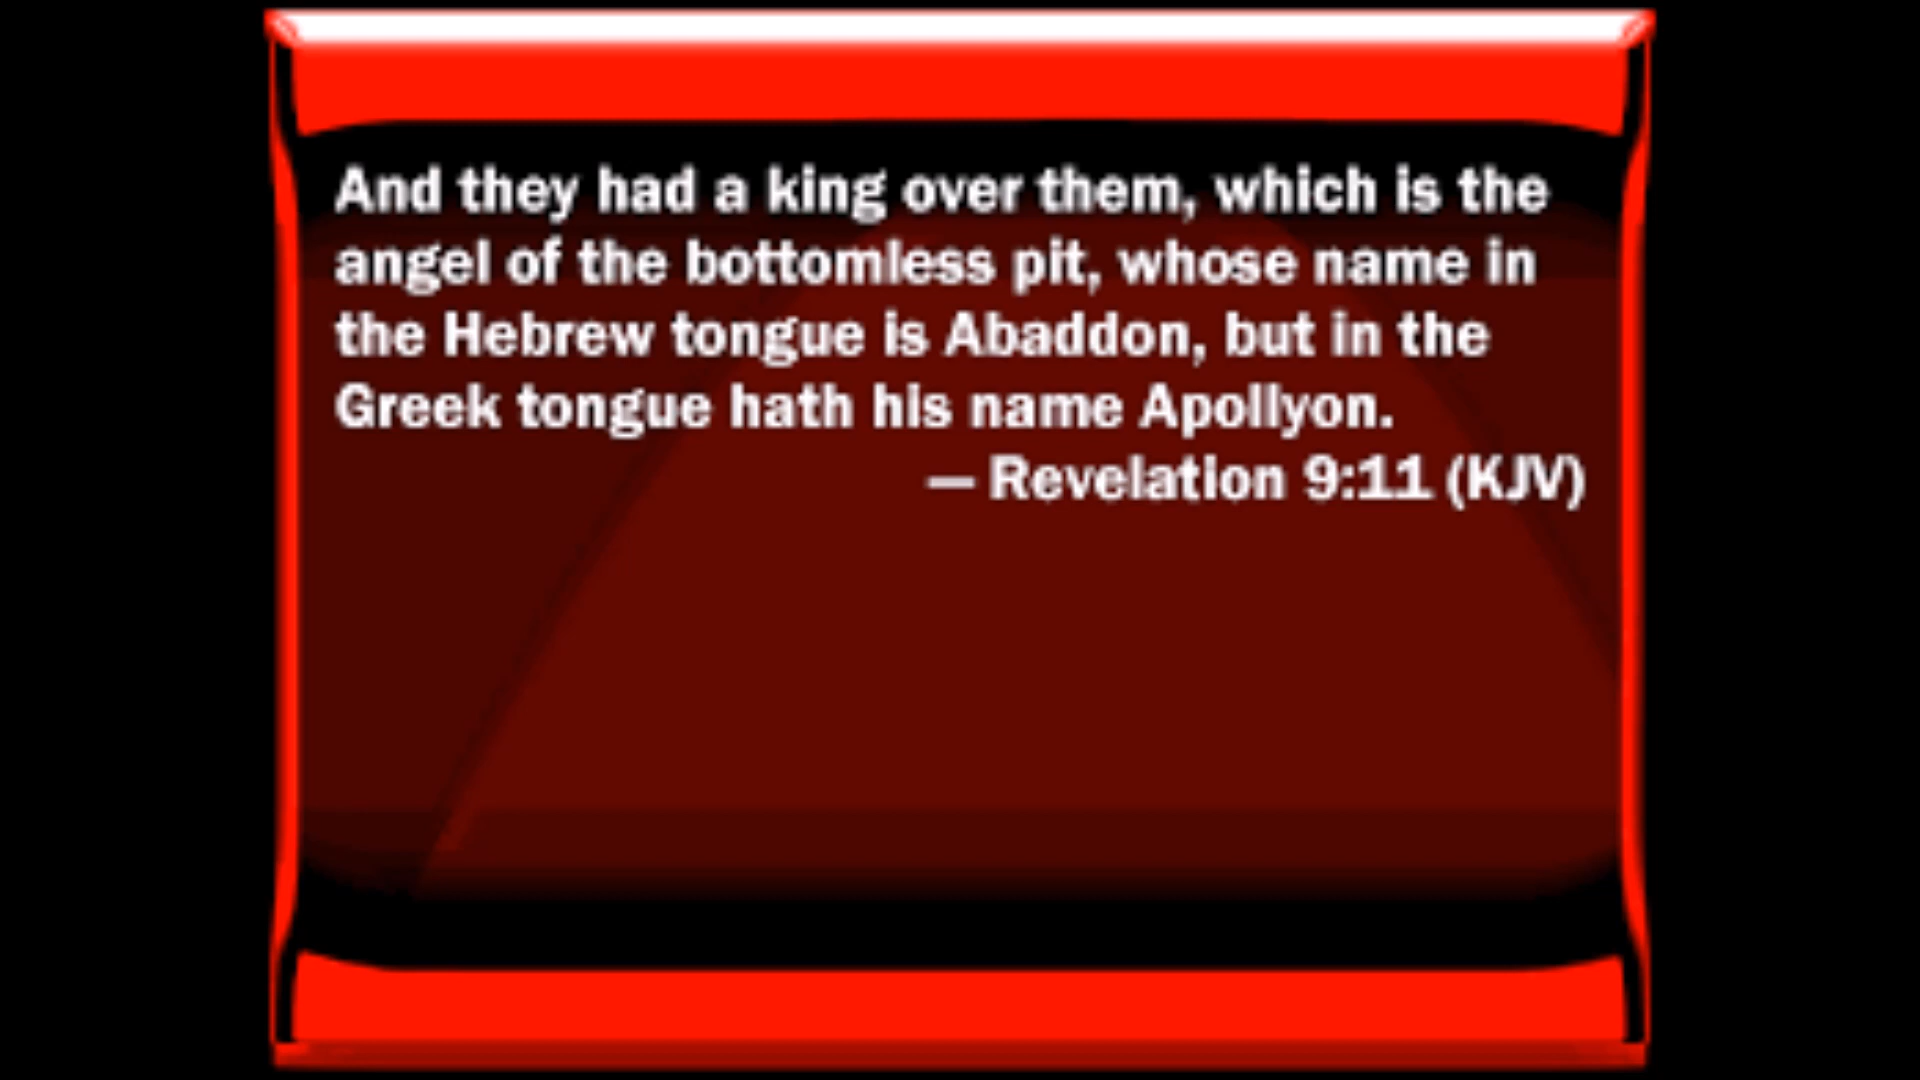 And they had a king over them, which is the
angel of the bottomless pit, whose name in
the Hebrew tongue is Abaddon, but in the
Greek tongue hath his name Apollyon.
— Revelation 9:11 (KJV)